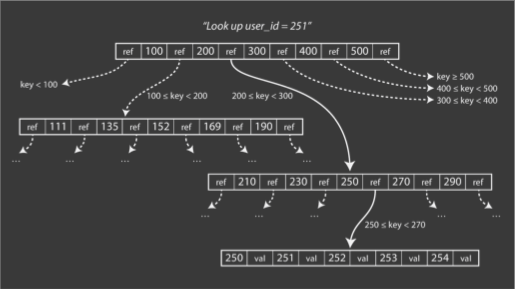 “Look up user_id = 251”
ref 100 ref 200 ref 300 ref 400 ref 500 ref
key < 100
key ≥ 500
100 ≤ key < 200
200 ≤ key < 300
400 ≤ key < 500
300 ≤ key < 400
ref 111 ref 135 ref 152 ref 169 ref 190 ref
... ... ... ... ... ...
ref 210 ref 230 ref 250 ref 270 ref 290 ref
... ... ... ... ...
250 ≤ key < 270
250 val 251 val 252 val 253 val 254 val